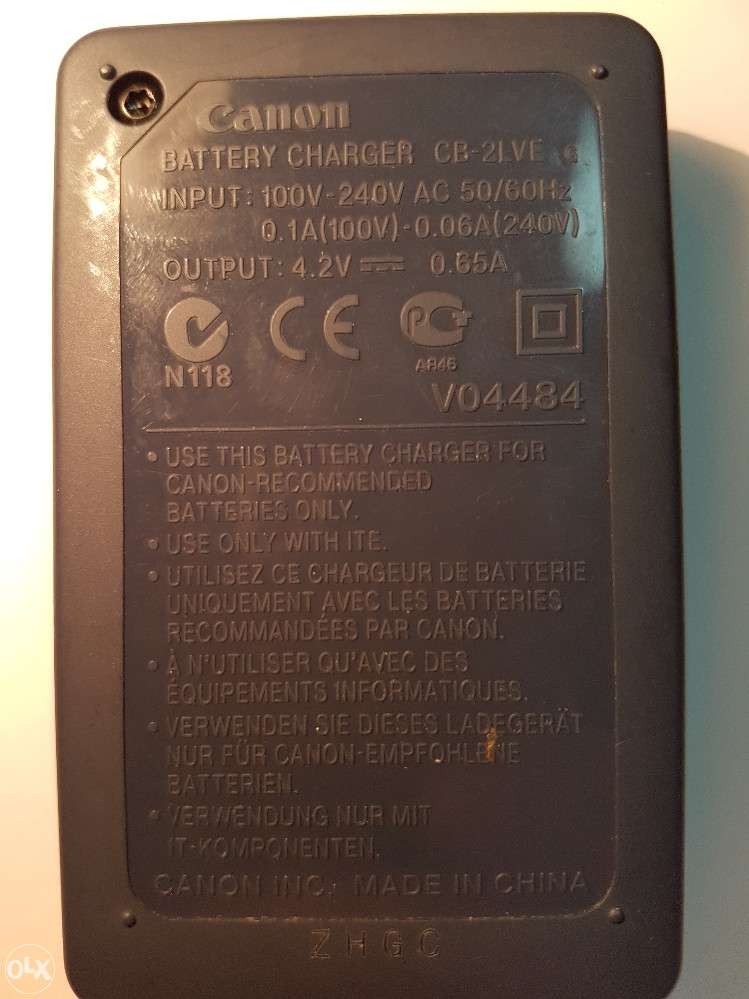 Canon
BATTERY CHARGER CB-2LVE G
INPUT: 100V-240V AC 50/60Hz
0.1A(100V)-0.06A(240V)
OUTPUT: 4.2V 0.65A
N118
CE
PC
AR46
V04484
• USE THIS BATTERY CHARGER FOR
CANON-RECOMMENDED
BATTERIES ONLY.
• USE ONLY WITH ITE.
• UTILISEZ CE CHARGEUR DE BATTERIE
UNIQUEMENT AVEC LES BATTERIES
RECOMMANDÉES PAR CANON.
• À N'UTILISER QU'AVEC DES
ÉQUIPEMENTS INFORMATIQUES.
• VERWENDEN SIE DIESES LADEGERÄT
NUR FÜR CANON-EMPFOHLENE
BATTERIEN.
• VERWENDUNG NUR MIT
IT-KOMPONENTEN.
CANON INC. MADE IN CHINA
ZHGC
OLX